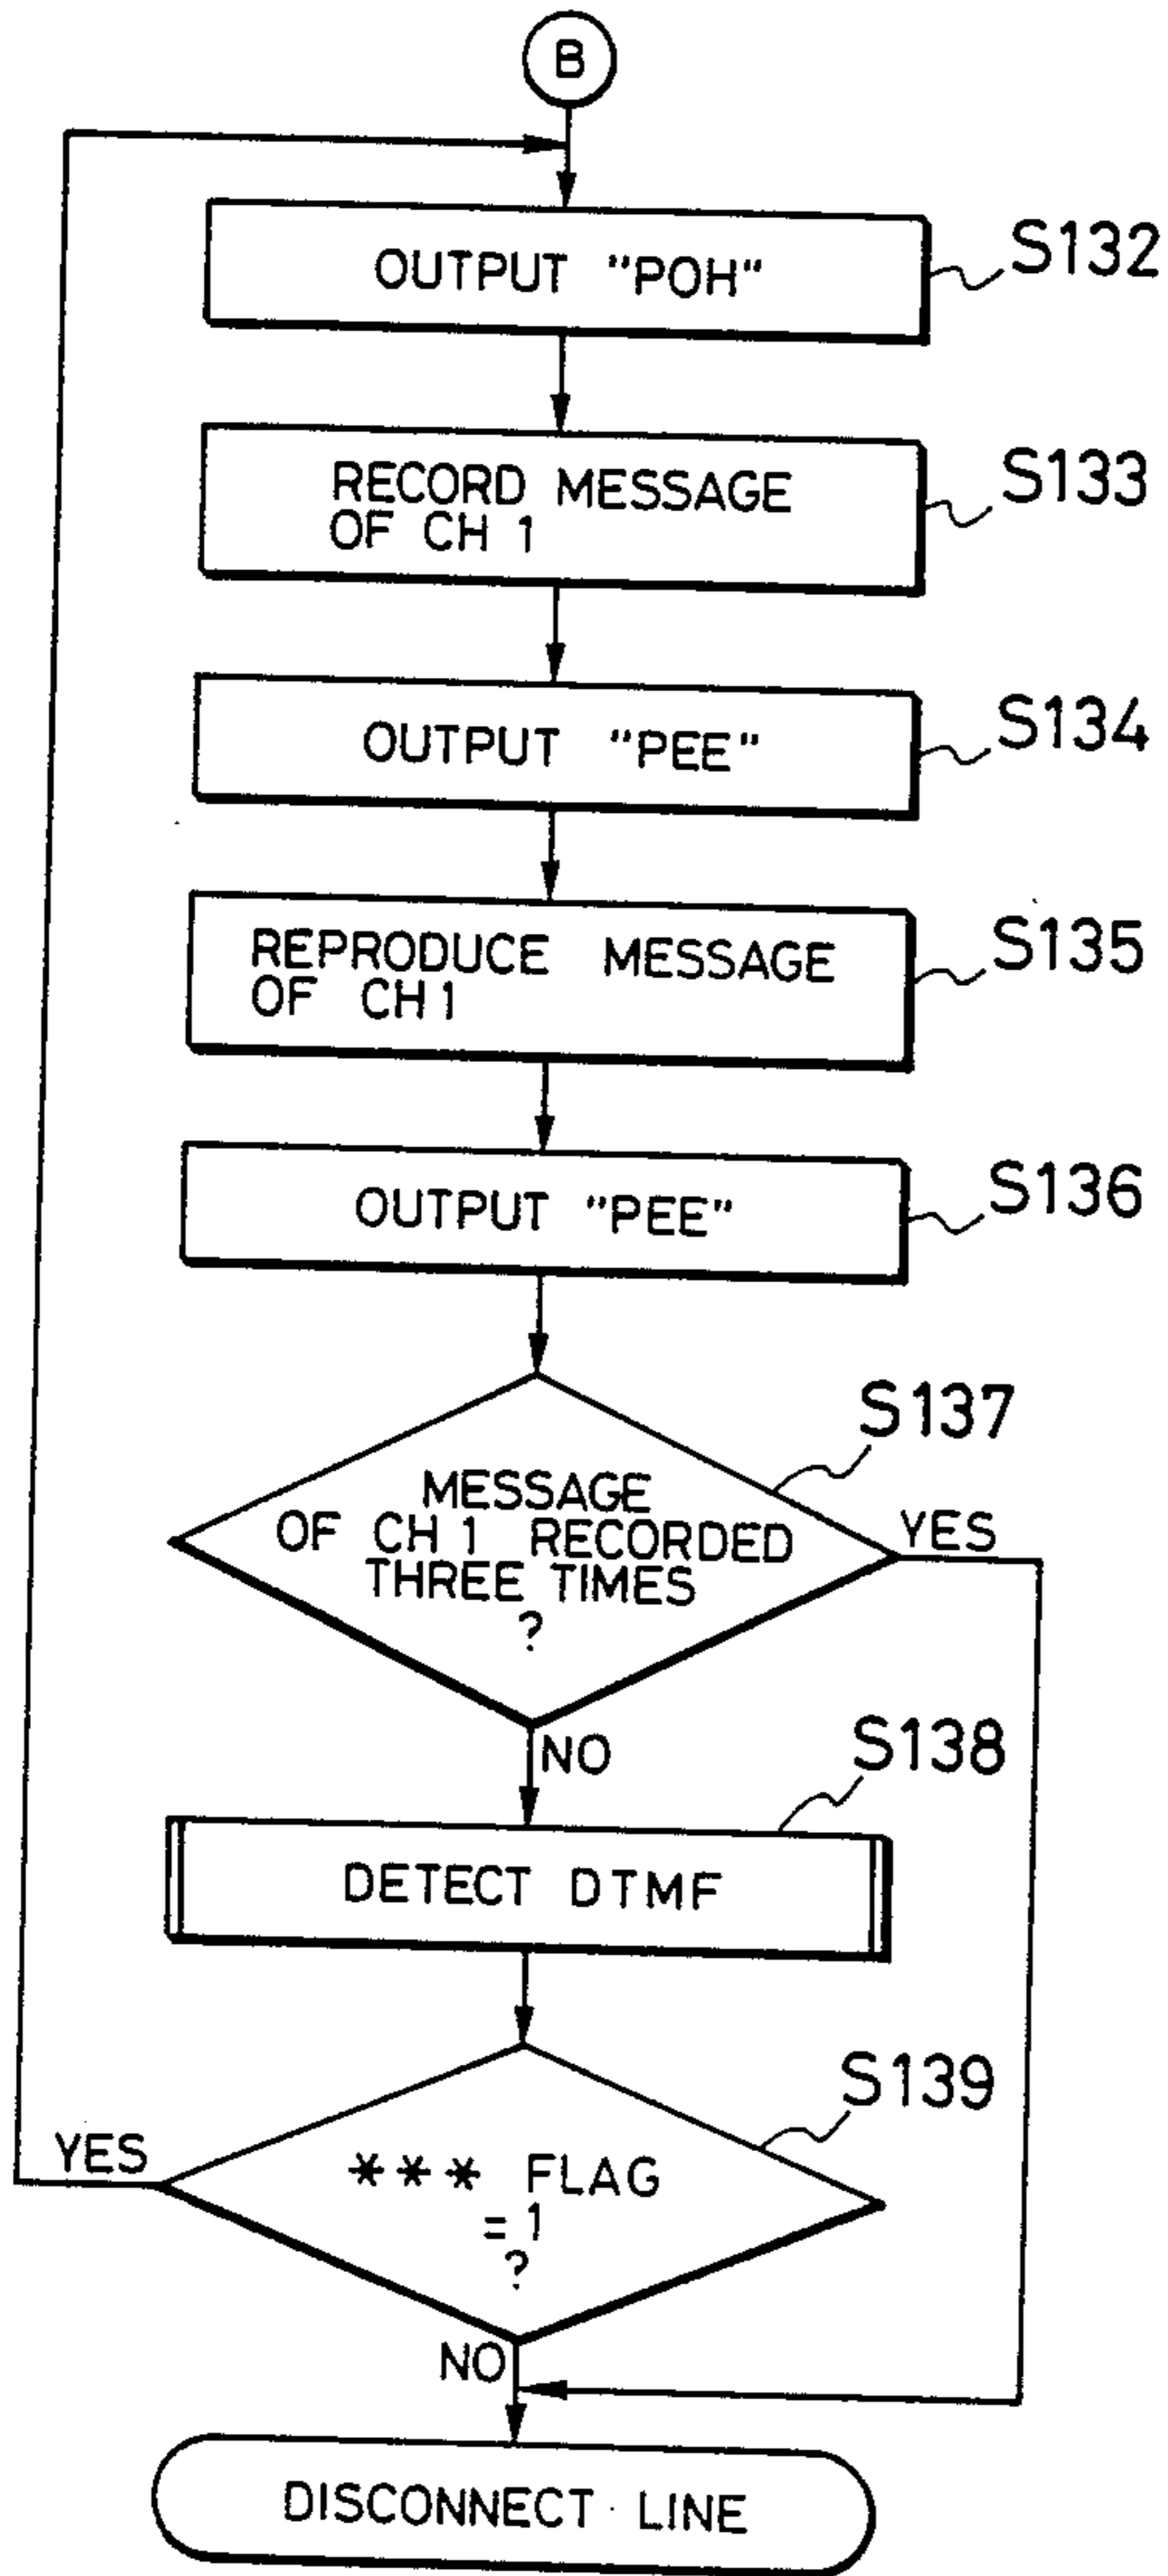 B
OUTPUT "POH"
S132
RECORD MESSAGE
OF CH 1
S133
OUTPUT "PEE"
S134
REPRODUCE MESSAGE
OF CH1
S135
OUTPUT "PEE"
S136
S137
MESSAGE
OF CH 1 RECORDED
THREE TIMES
?
YES
NO
S138
DETECT DTMF
S139
YES
*** FLAG
= 1
?
NO
DISCONNECT LINE